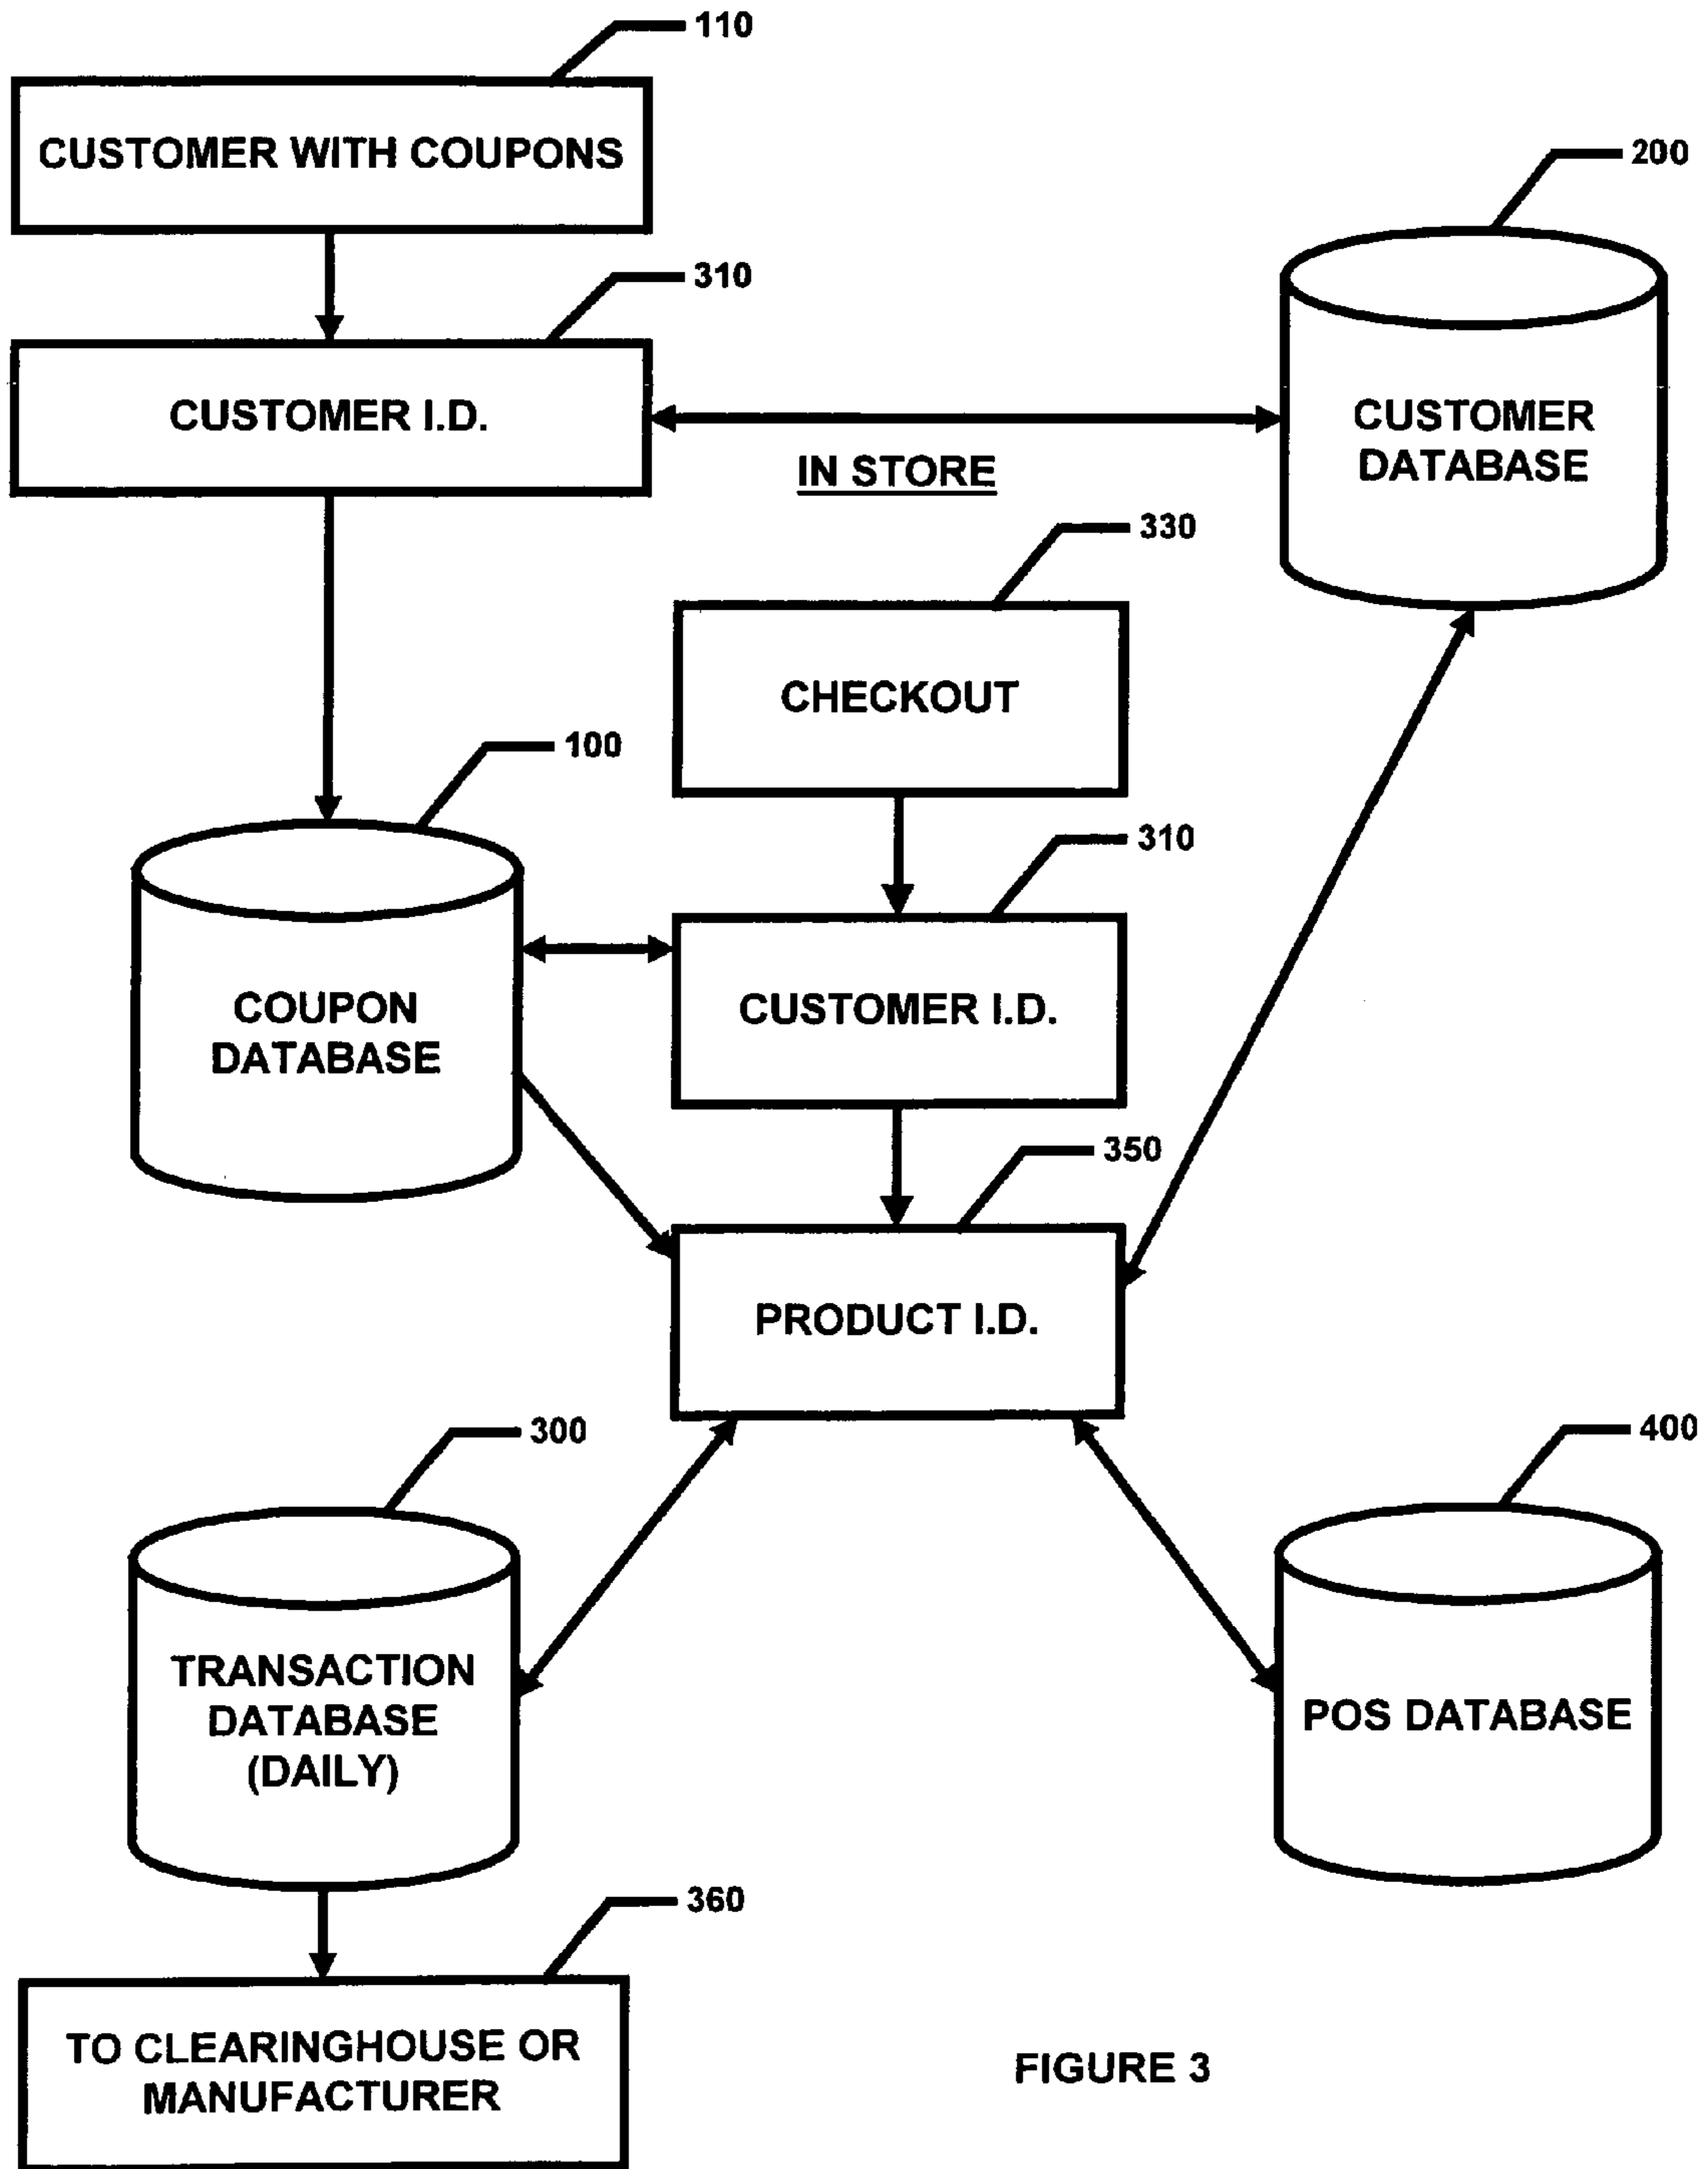 110
CUSTOMER WITH COUPONS
200
310
CUSTOMER I.D.
CUSTOMER
DATABASE
IN STORE
330
CHECKOUT
100
310
COUPON
DATABASE
CUSTOMER I.D.
350
PRODUCT I.D.
300
400
TRANSACTION
DATABASE
(DAILY)
POS DATABASE
360
TO CLEARINGHOUSE OR
MANUFACTURER
FIGURE 3